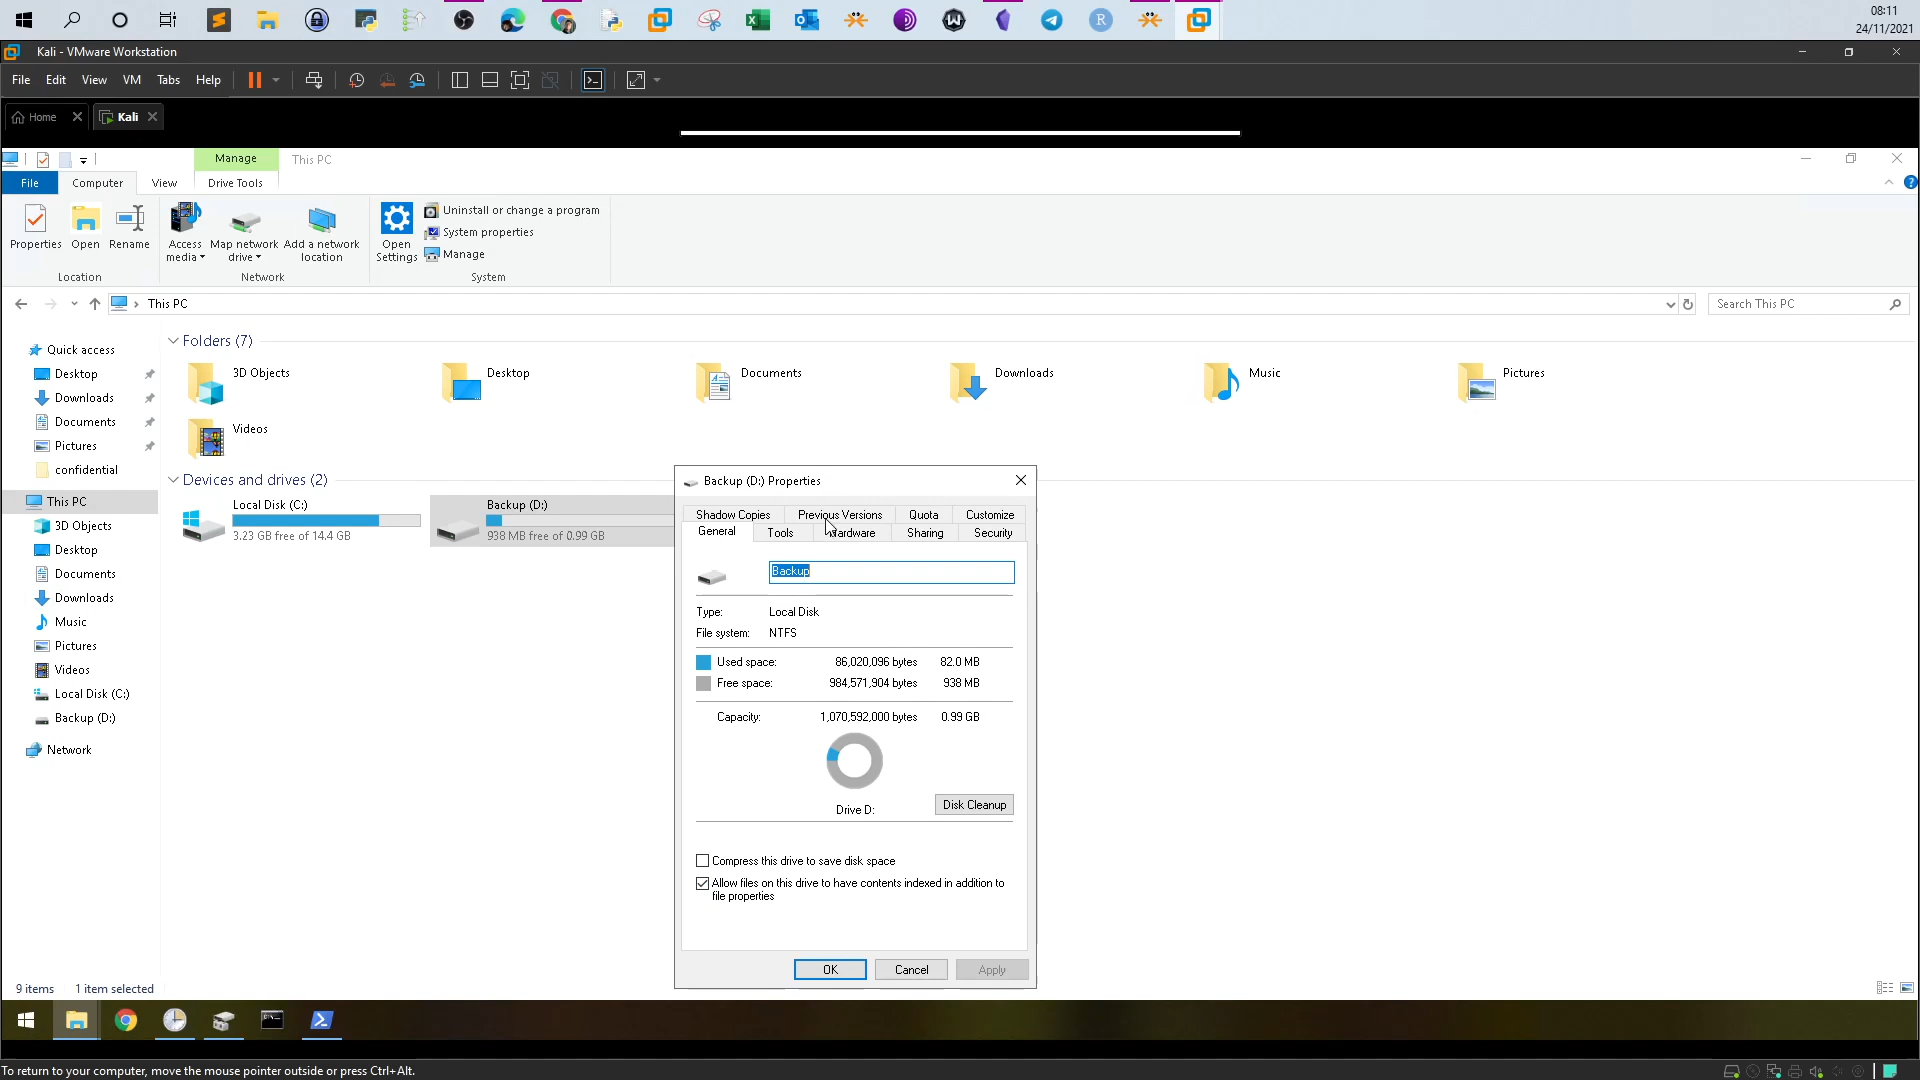 08:11
24/11/2021
Kali - VMware Workstation
File Edit View VM Tabs Help
Home Kali
Manage This PC
File Computer View Drive Tools
Properties Open Rename Access media Map network drive Add a network location Open Settings Uninstall or change a program
System properties
Manage
Location Network System
This PC Search This PC
Quick access
Desktop
Downloads
Documents
Pictures
confidential
This PC
3D Objects
Desktop
Documents
Downloads
Music
Pictures
Videos
Local Disk (C:)
Backup (D:)
Network
Folders (7)
3D Objects Desktop Documents Downloads Music Pictures
Videos
Devices and drives (2)
Local Disk (C:)
3.23 GB free of 14.4 GB
Backup (D:)
938 MB free of 0.99 GB
Backup (D:) Properties
Shadow Copies Previous Versions Quota Customize
General Tools Hardware Sharing Security
Backup
Type: Local Disk
File system: NTFS
Used space: 86,020,096 bytes 82.0 MB
Free space: 984,571,904 bytes 938 MB
Capacity: 1,070,592,000 bytes 0.99 GB
Drive D: Disk Cleanup
Compress this drive to save disk space
Allow files on this drive to have contents indexed in addition to
file properties
OK Cancel Apply
9 items 1 item selected
To return to your computer, move the mouse pointer outside or press Ctrl+Alt.